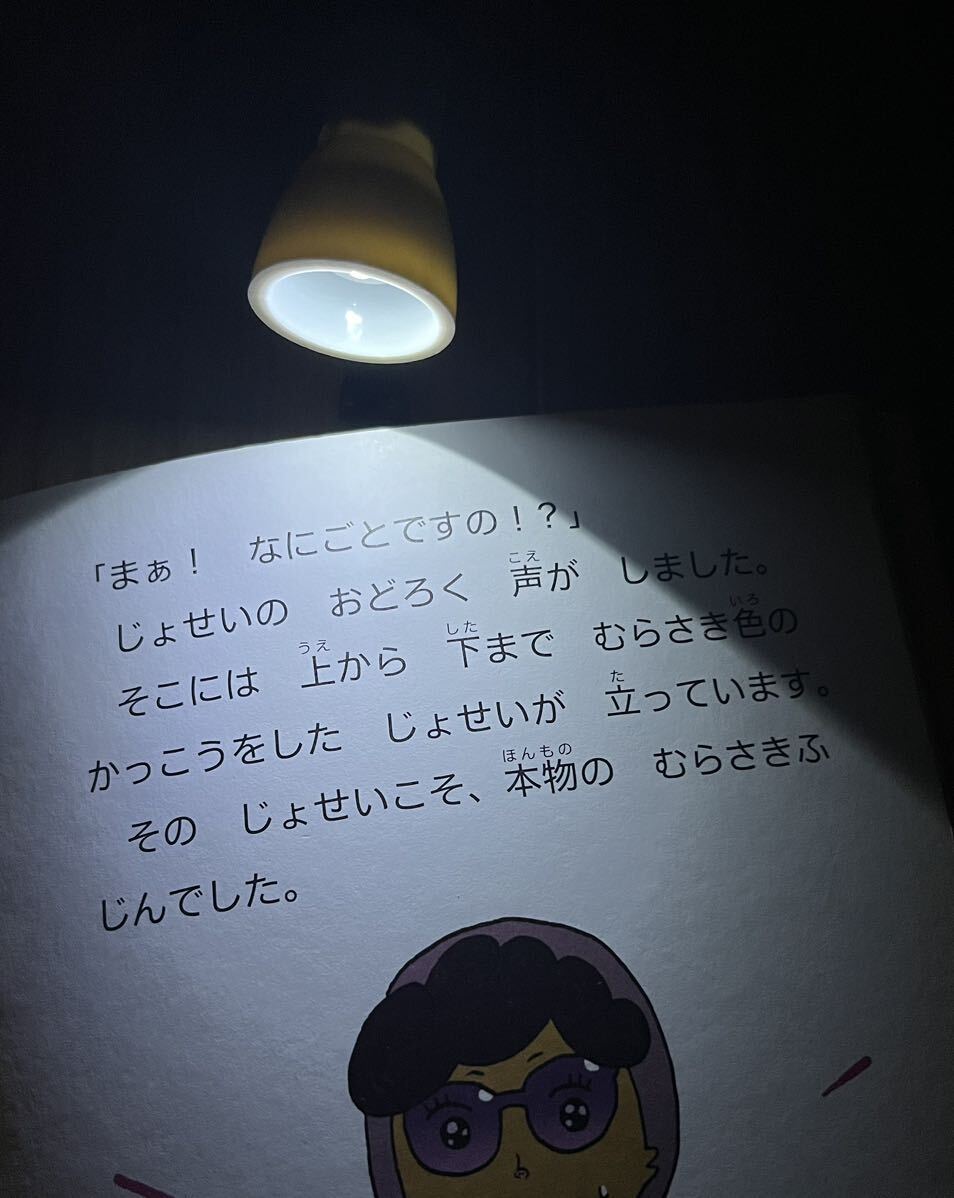 「まぁ！　なにごとですの！？」
じょせいの　おどろく　声が　しました。
そこには　上から　下まで　むらさき色の
かっこうをした　じょせいが　立っています。
その　じょせいこそ、本物の　むらさきふ
じんでした。